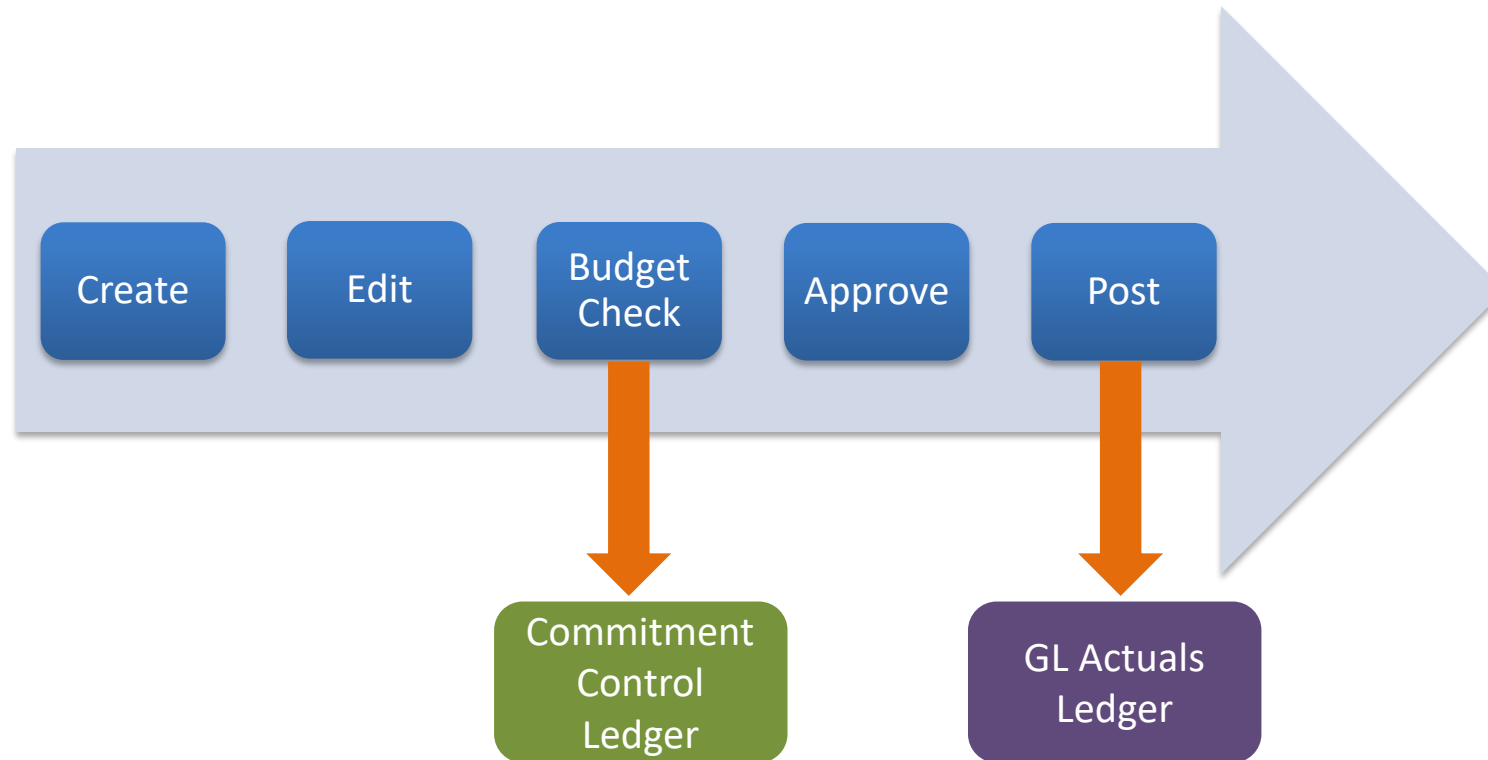 Create
Edit
Budget
Check
Approve
Post
Commitment
Control
Ledger
GL Actuals
Ledger